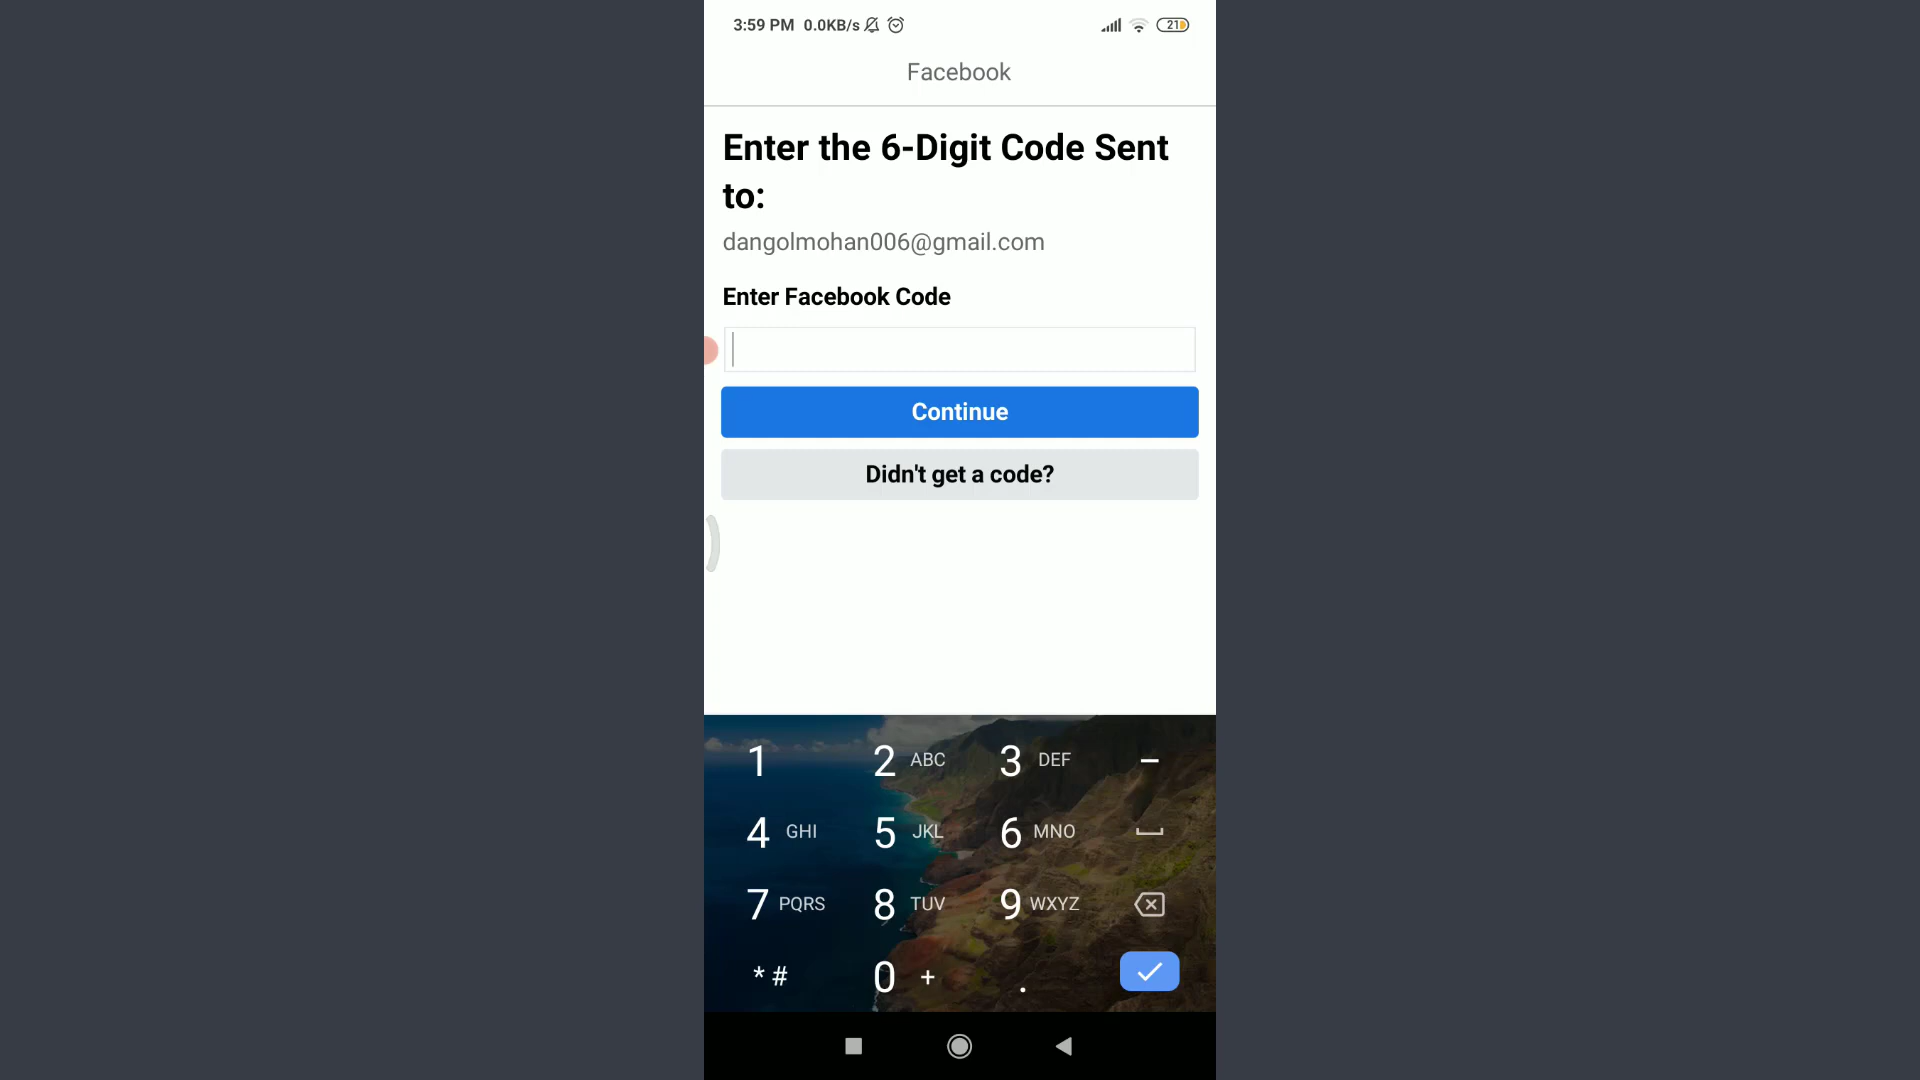 3:59 PM 0.0KB/s 21
Facebook
Enter the 6-Digit Code Sent
to:
dangolmohan006@gmail.com
Enter Facebook Code
Continue
Didn't get a code?
1 2 ABC 3 DEF –
4 GHI 5 JKL 6 MNO
7 PQRS 8 TUV 9 WXYZ
* # 0 + .